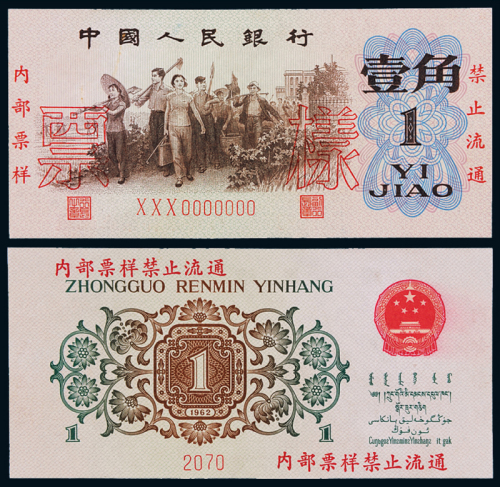 中國人民銀行
内部票樣
票樣
壹角
1
YI
JIAO
禁止流通
XXX0000000
内部票样禁止流通
ZHONGGUO RENMIN YINHANG
1
1962
1
1
2070
内部票样禁止流通